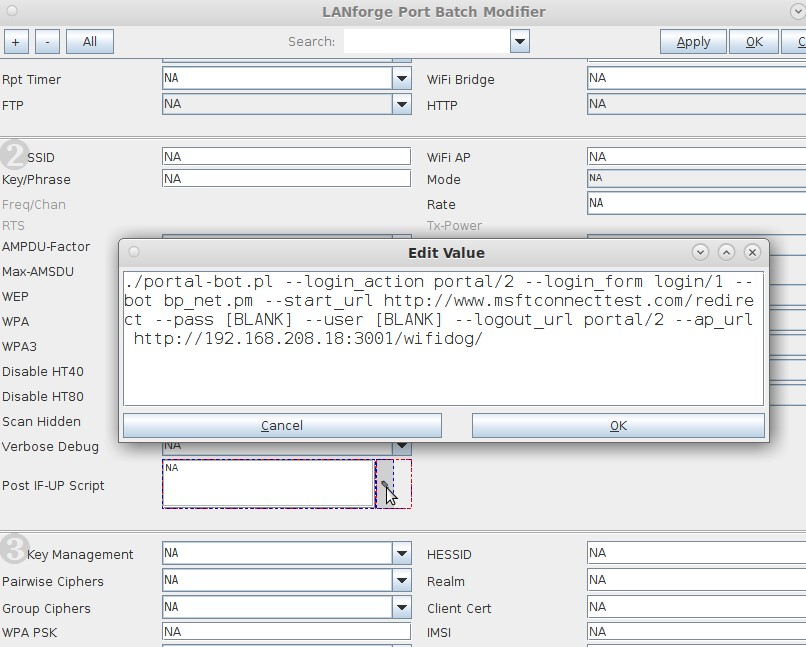 LANforge Port Batch Modifier
+ - All Search: Apply OK C
Rpt Timer NA WiFi Bridge NA
FTP NA HTTP NA
2 SSID NA WiFi AP NA
Key/Phrase NA Mode NA
Freq/Chan Rate NA
RTS Tx-Power
AMPDU-Factor
Max-AMSDU
WEP
WPA
WPA3
Disable HT40
Disable HT80
Scan Hidden
Edit Value
./portal-bot.pl --login_action portal/2 --login_form login/1 --
bot bp_net.pm --start_url http://www.msftconnecttest.com/redire
ct --pass [BLANK] --user [BLANK] --logout_url portal/2 --ap_url
http://192.168.208.18:3001/wifidog/
Cancel OK
Verbose Debug NA
Post IF-UP Script NA
3 Key Management NA HESSID NA
Pairwise Ciphers NA Realm NA
Group Ciphers NA Client Cert NA
WPA PSK NA IMSI NA